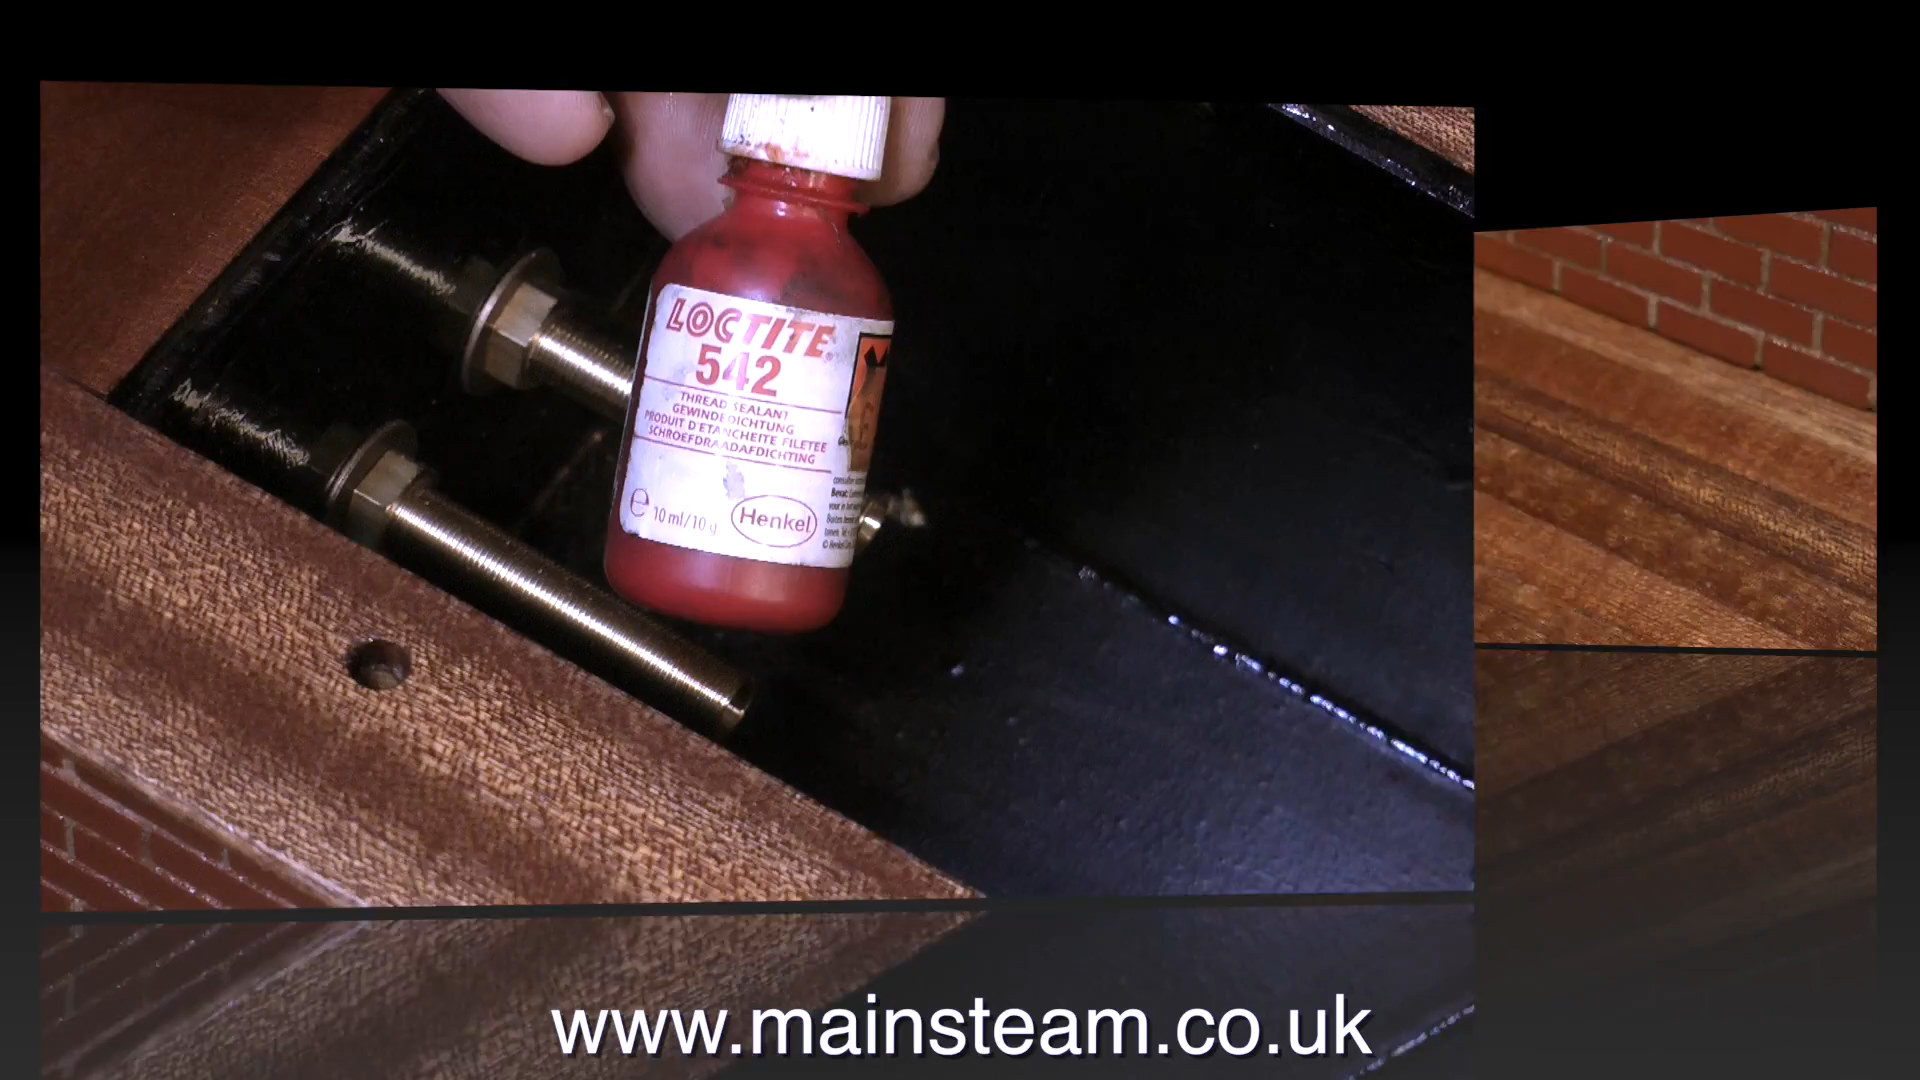 LOCTITE
542
THREAD SEALANT
GEWINDEDICHTUNG
PRODUIT D'ETANCHEITE FILETEE
SCHROEFDRAADAFDICHTING
e 10 ml/10 g
Henkel
www.mainsteam.co.uk